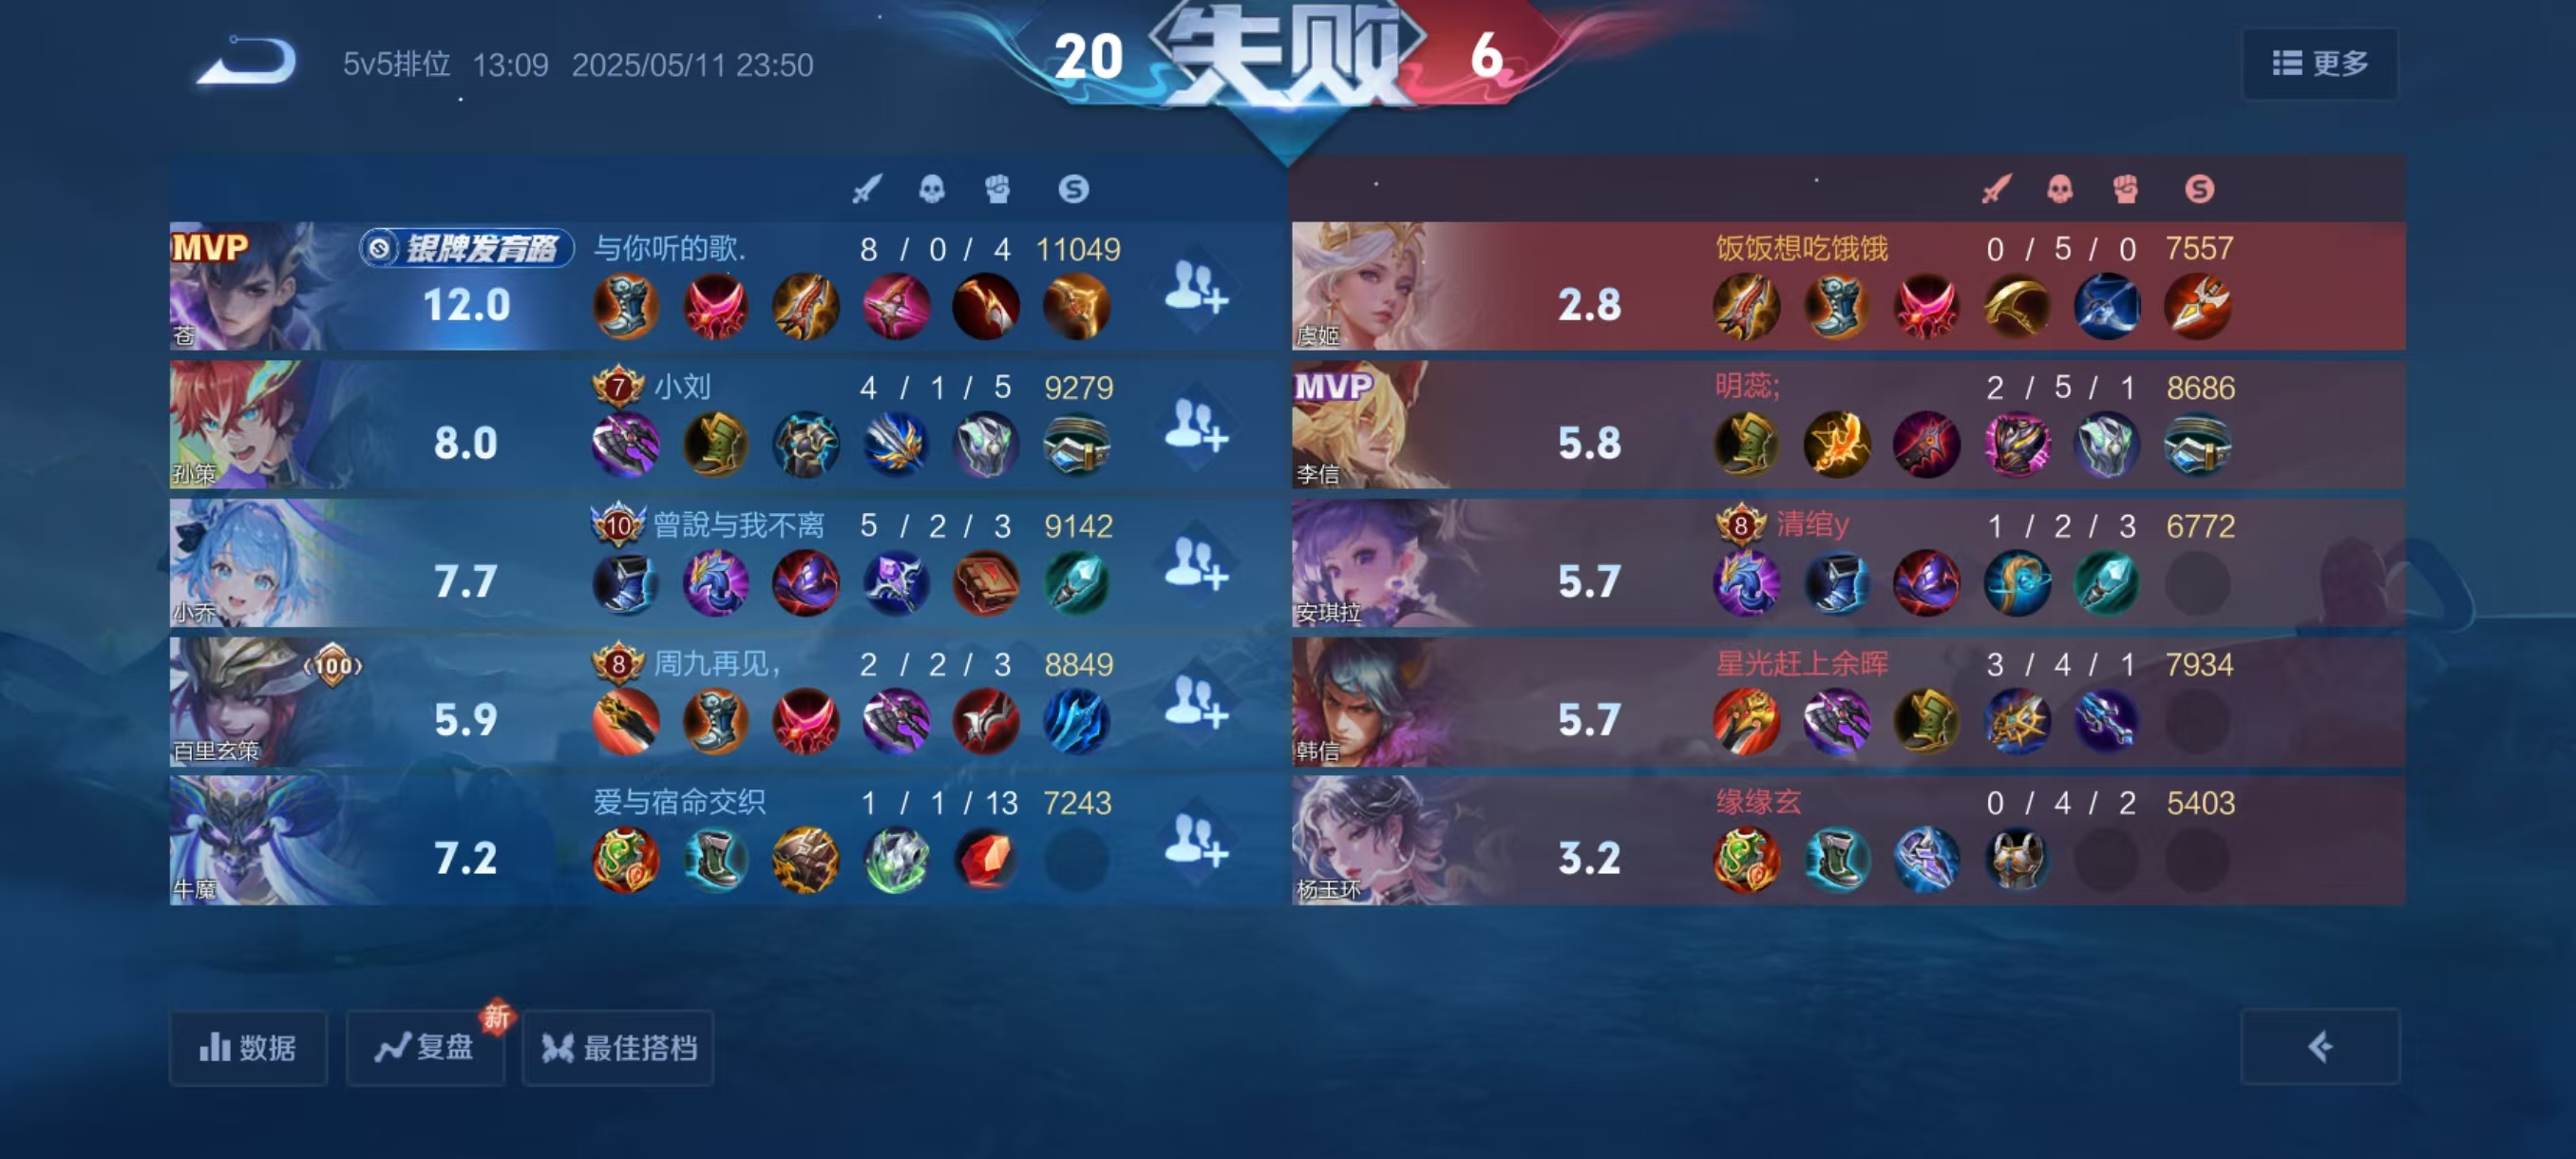 5v5排位 13:09 2025/05/11 23:50
20 失败 6
更多
MVP 银牌发育路 与你听的歌. 8 / 0 / 4 11049
12.0
苍
7 小刘 4 / 1 / 5 9279
8.0
孙策
10 曾說与我不离 5 / 2 / 3 9142
7.7
小乔
100 8 周九再见, 2 / 2 / 3 8849
5.9
百里玄策
爱与宿命交织 1 / 1 / 13 7243
7.2
牛魔
饭饭想吃饿饿 0 / 5 / 0 7557
2.8
虞姬
MVP 明蕊; 2 / 5 / 1 8686
5.8
李信
8 清绾y 1 / 2 / 3 6772
5.7
安琪拉
星光赶上余晖 3 / 4 / 1 7934
5.7
韩信
缘缘玄 0 / 4 / 2 5403
3.2
杨玉环
数据 复盘 新 最佳搭档